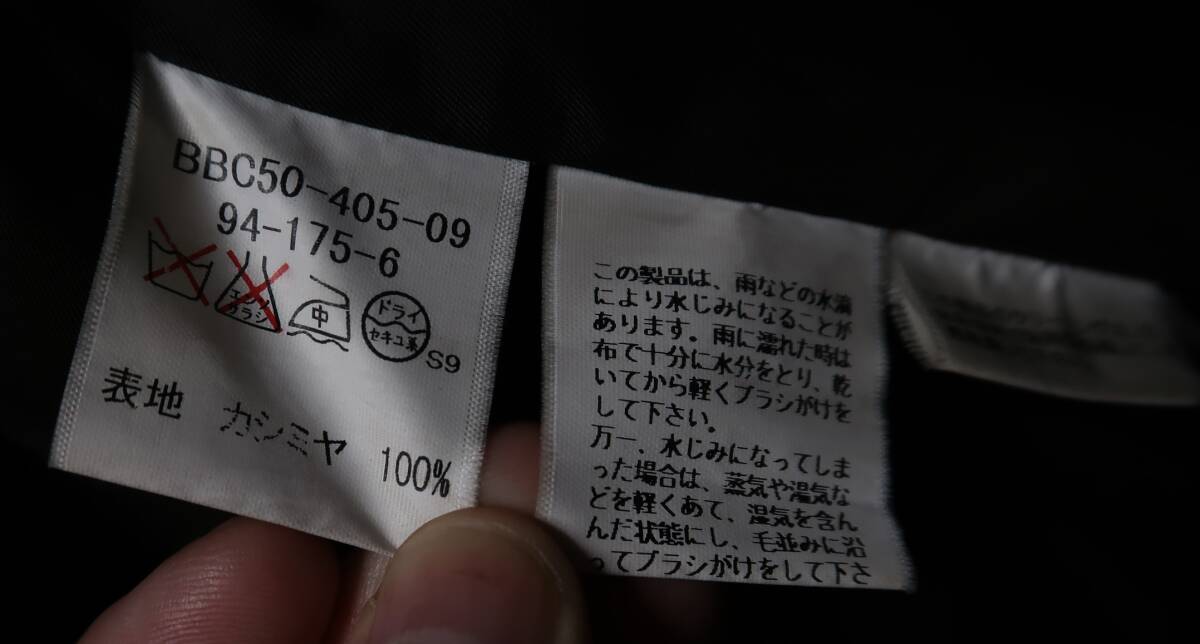 BBC50-405-09
94-175-6
エンソ
カラシ
中
ドライ
セキユ系
S9
表地 カシミヤ 100%
この製品は、雨などの水滴
により水じみになることが
あります。雨に濡れた時は
布で十分に水分をとり、乾
いてから軽くブラシがけを
して下さい。
万一、水じみになってしま
った場合は、蒸気や湿気な
どを軽くあて、湿気を含ん
んだ状態にし、毛並みに沿
ってブラシがけをして下さ